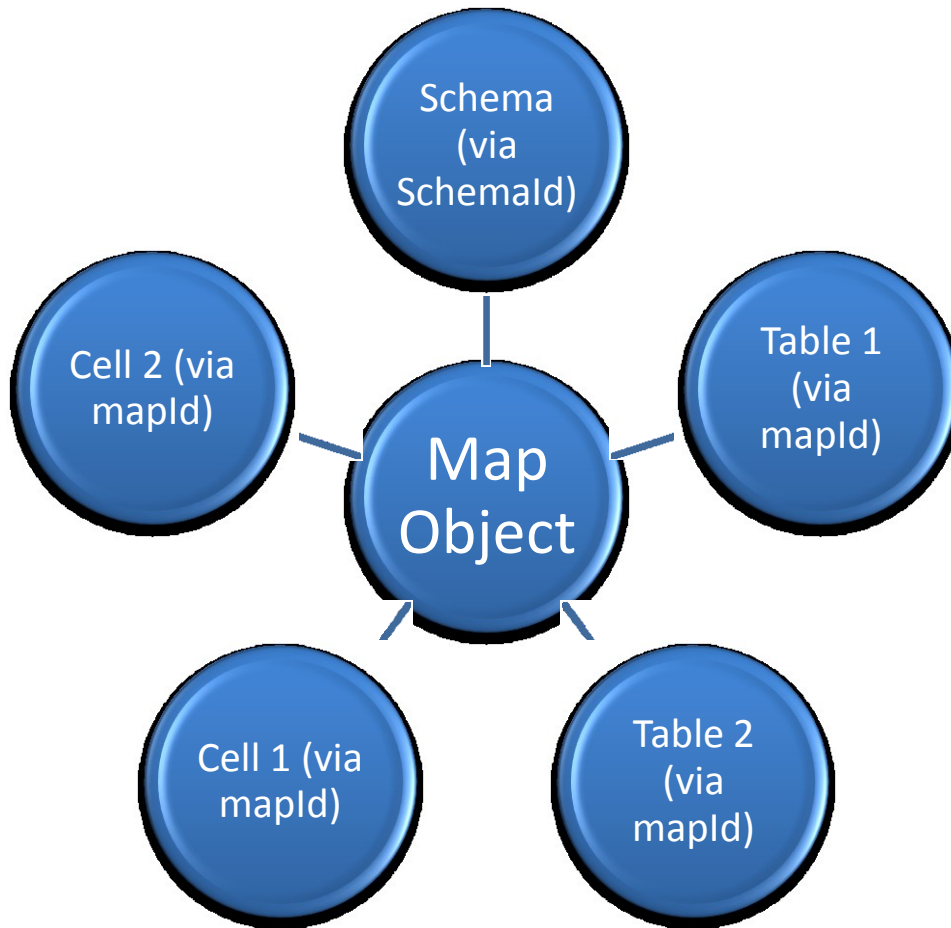 Schema
(via
SchemaId)
Table 1
(via
mapId)
Table 2
(via
mapId)
Cell 1 (via
mapId)
Cell 2 (via
mapId)
Map
Object